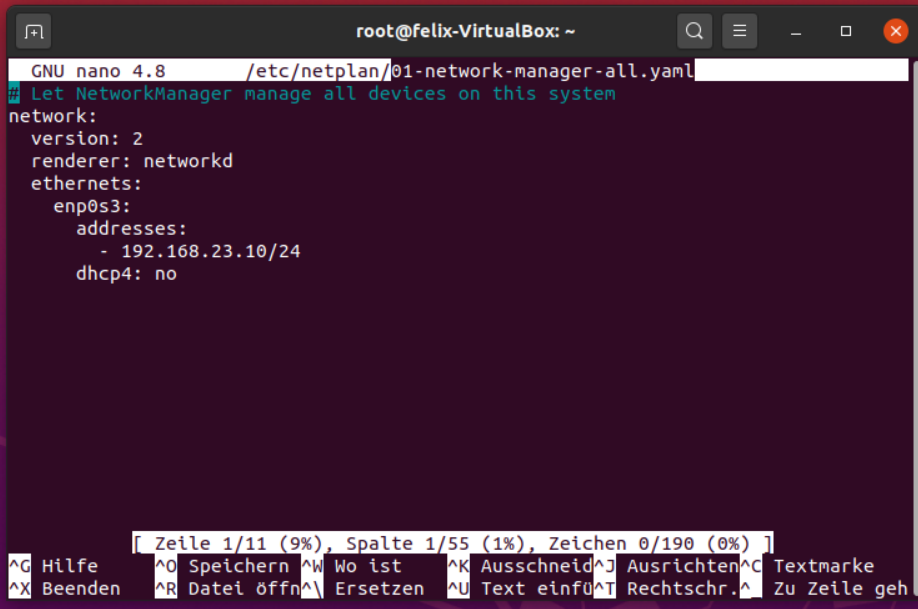 root@felix-VirtualBox: ~
GNU nano 4.8 /etc/netplan/01-network-manager-all.yaml
# Let NetworkManager manage all devices on this system
network:
  version: 2
  renderer: networkd
  ethernets:
    enp0s3:
      addresses:
        - 192.168.23.10/24
      dhcp4: no
[ Zeile 1/11 (9%), Spalte 1/55 (1%), Zeichen 0/190 (0%) ]
^G Hilfe ^O Speichern ^W Wo ist ^K Ausschneid^J Ausrichten^C Textmarke
^X Beenden ^R Datei öffn^\ Ersetzen ^U Text einfü^T Rechtschr.^ Zu Zeile geh